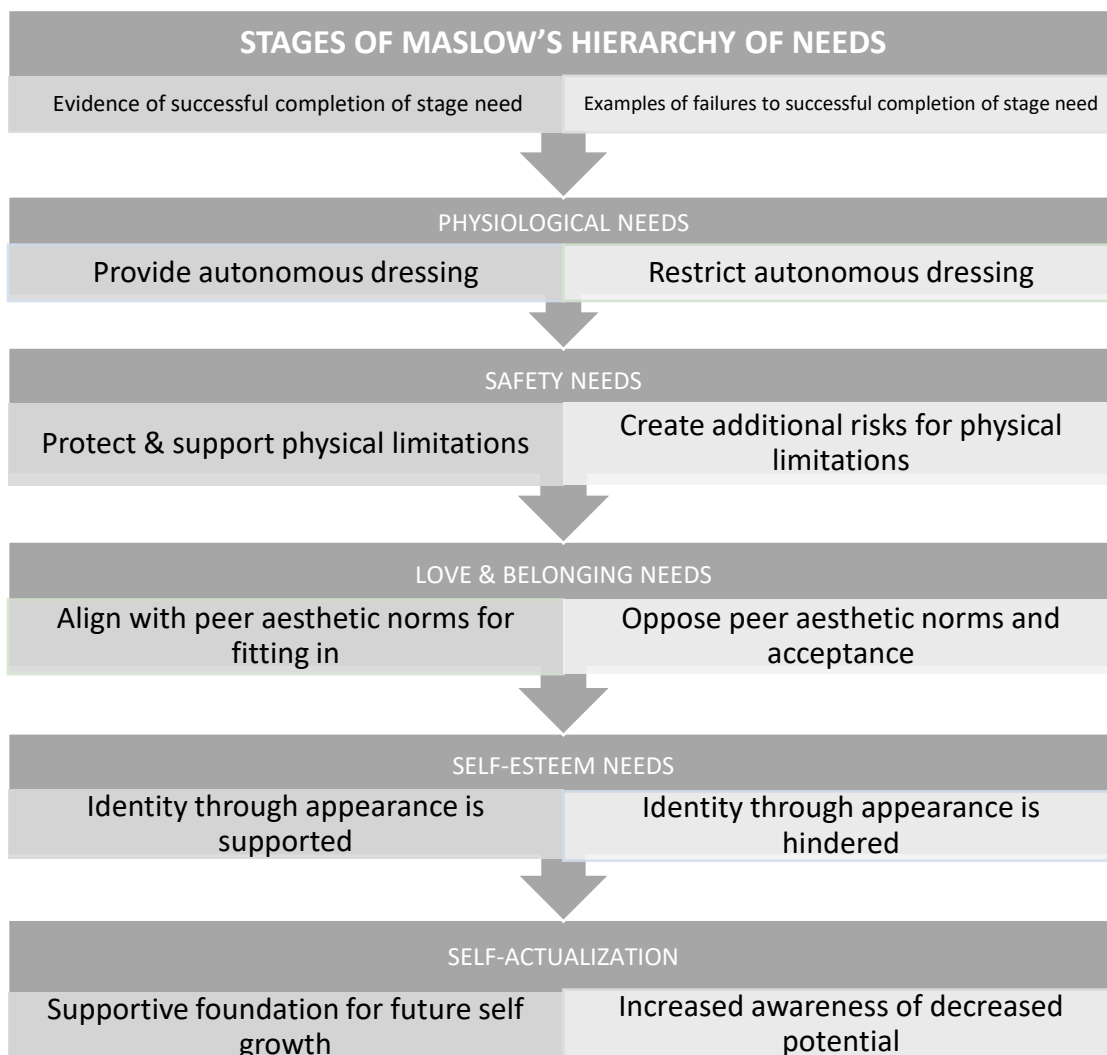 STAGES OF MASLOW'S HIERARCHY OF NEEDS
Evidence of successful completion of stage need
Examples of failures to successful completion of stage need
PHYSIOLOGICAL NEEDS
Provide autonomous dressing
Restrict autonomous dressing
SAFETY NEEDS
Protect & support physical limitations
Create additional risks for physical
limitations
LOVE & BELONGING NEEDS
Align with peer aesthetic norms for
fitting in
Oppose peer aesthetic norms and
acceptance
SELF-ESTEEM NEEDS
Identity through appearance is
supported
Identity through appearance is
hindered
SELF-ACTUALIZATION
Supportive foundation for future self
growth
Increased awareness of decreased
potential